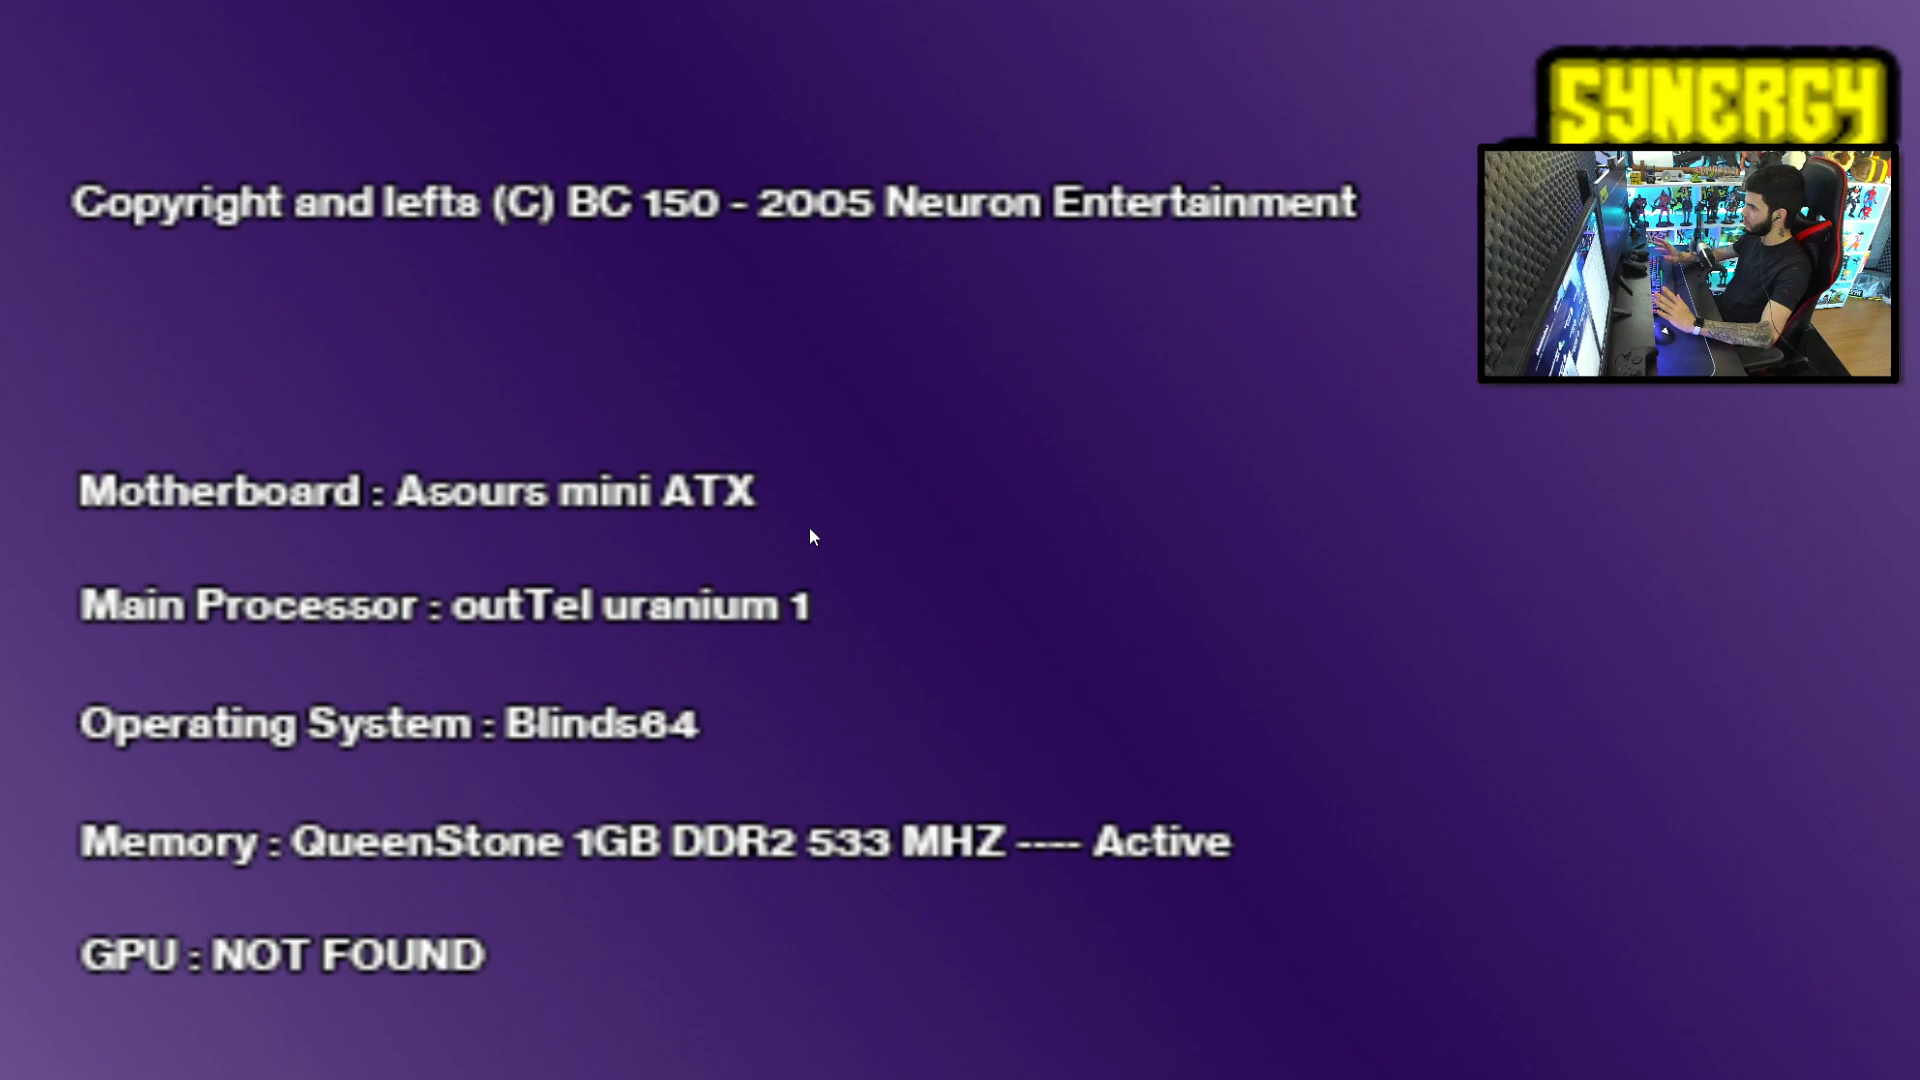 SYNERGY
Copyright and lefts (C) BC 150 - 2005 Neuron Entertainment
Motherboard : Asours mini ATX
Main Processor : outTel uranium 1
Operating System : Blinds64
Memory : QueenStone 1GB DDR2 533 MHZ ---- Active
GPU : NOT FOUND